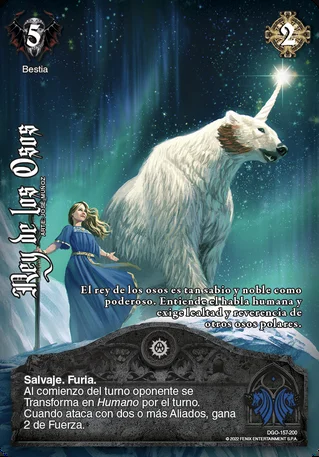 5
2
Bestia
Rey de los Osos
ARTE: JOSE MUÑOZ
El rey de los osos es tan sabio y noble como
poderoso. Entiende el habla humana y
exige lealtad y reverencia de
otros osos polares.
Salvaje. Furia.
Al comienzo del turno oponente se
Transforma en Humano por el turno.
Cuando ataca con dos o más Aliados, gana
2 de Fuerza.
DGO-157-200
© 2022 FENIX ENTERTAINMENT S.P.A.